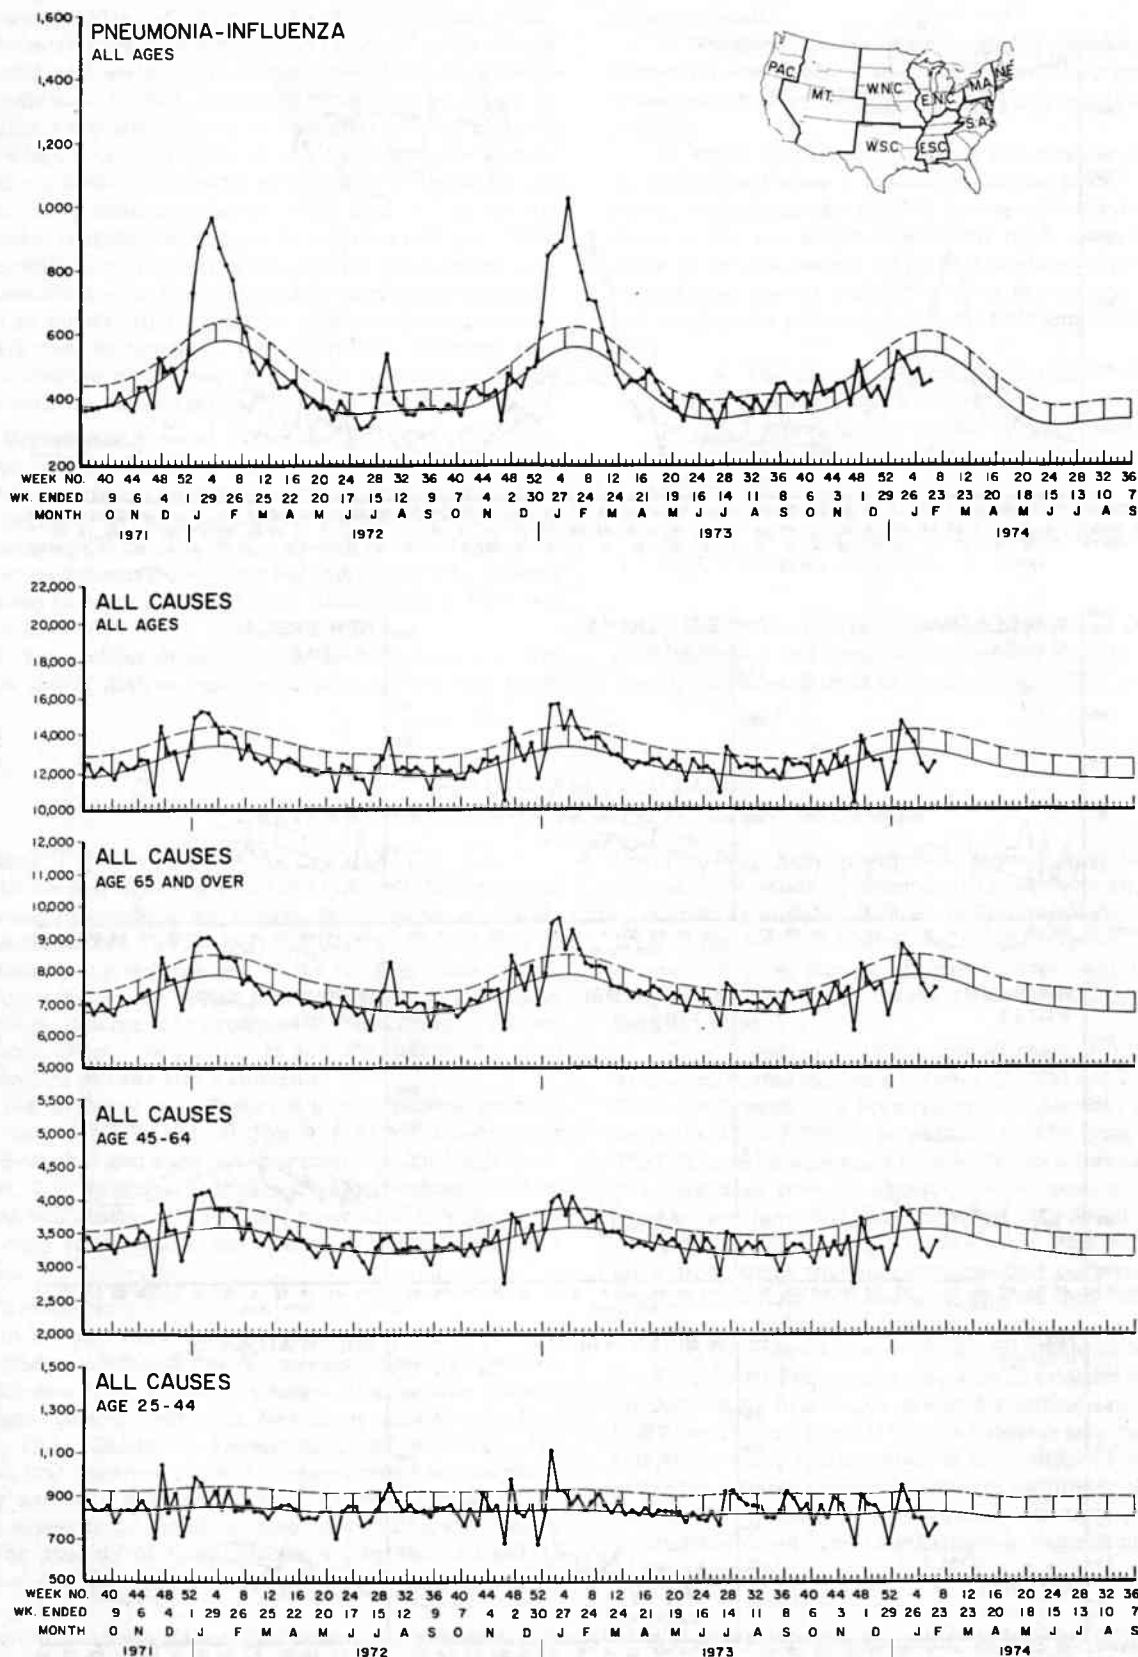 PNEUMONIA-INFLUENZA
ALL AGES
1,600
1,400
1,200
1,000
800
600
400
200
PAC.
MT.
W.N.C.
E.N.C.
M.A.
N.E.
S.A.
W.S.C.
E.S.C.
WEEK NO. 40 44 48 52 4 8 12 16 20 24 28 32 36 40 44 48 52 4 8 12 16 20 24 28 32 36 40 44 48 52 4 8 12 16 20 24 28 32 36
WK. ENDED 9 6 4 1 29 26 25 22 20 17 15 12 9 7 4 2 30 27 24 24 21 19 16 14 11 8 6 3 1 29 26 23 23 20 18 15 13 10 7
MONTH O N D J F M A M J J A S O N D J F M A M J J A S O N D J F M A M J J A S
1971 1972 1973 1974
ALL CAUSES
ALL AGES
22,000
20,000
18,000
16,000
14,000
12,000
10,000
ALL CAUSES
AGE 65 AND OVER
12,000
11,000
10,000
9,000
8,000
7,000
6,000
5,000
ALL CAUSES
AGE 45-64
5,500
5,000
4,500
4,000
3,500
3,000
2,500
2,000
ALL CAUSES
AGE 25-44
1,500
1,300
1,100
900
700
500
WEEK NO. 40 44 48 52 4 8 12 16 20 24 28 32 36 40 44 48 52 4 8 12 16 20 24 28 32 36 40 44 48 52 4 8 12 16 20 24 28 32 36
WK. ENDED 9 6 4 1 29 26 25 22 20 17 15 12 9 7 4 2 30 27 24 24 21 19 16 14 11 8 6 3 1 29 26 23 23 20 18 15 13 10 7
MONTH O N D J F M A M J J A S O N D J F M A M J J A S O N D J F M A M J J A S
1971 1972 1973 1974